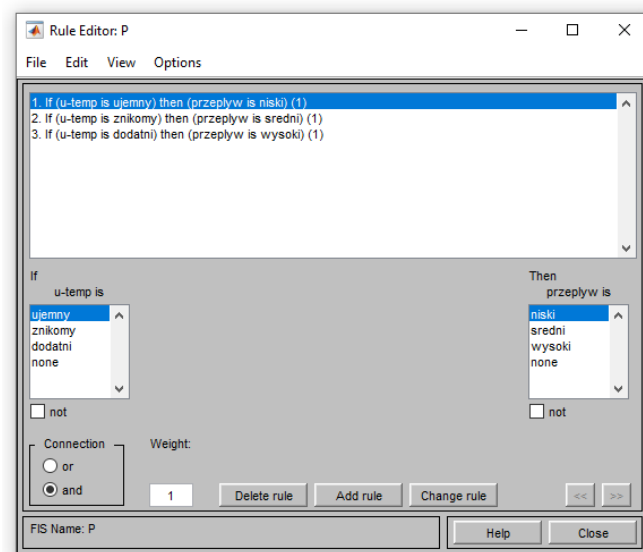 Rule Editor: P
File Edit View Options
1. If (u-temp is ujemny) then (przeplyw is niski) (1)
2. If (u-temp is znikomy) then (przeplyw is sredni) (1)
3. If (u-temp is dodatni) then (przeplyw is wysoki) (1)
If
u-temp is
ujemny
znikomy
dodatni
none
not
Then
przeplyw is
niski
sredni
wysoki
none
not
Connection
or
and
Weight:
1
Delete rule Add rule Change rule << >>
FIS Name: P
Help Close